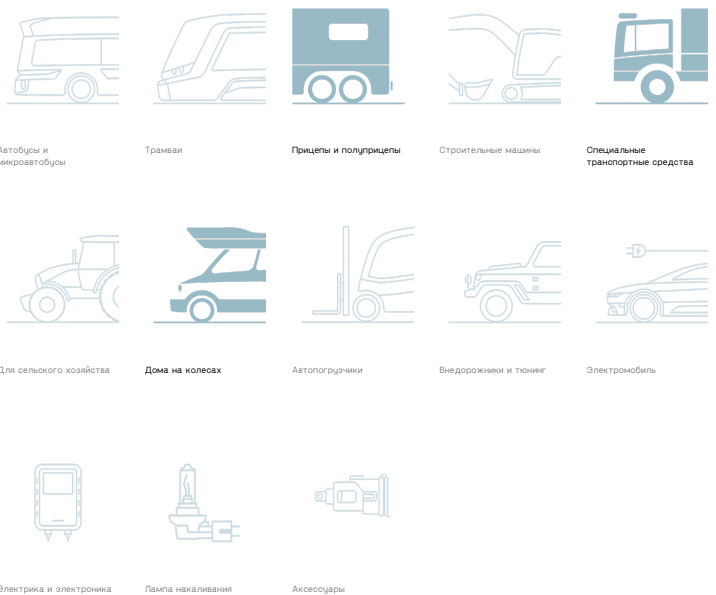 Автобусы и
микроавтобусы
Трамваи
Прицепы и полуприцепы
Строительные машины
Специальные
транспортные средства
Для сельского хозяйства
Дома на колесах
Автопогрузчики
Внедорожники и тюнинг
Электромобиль
Электрика и электроника
Лампа накаливания
Аксессуары